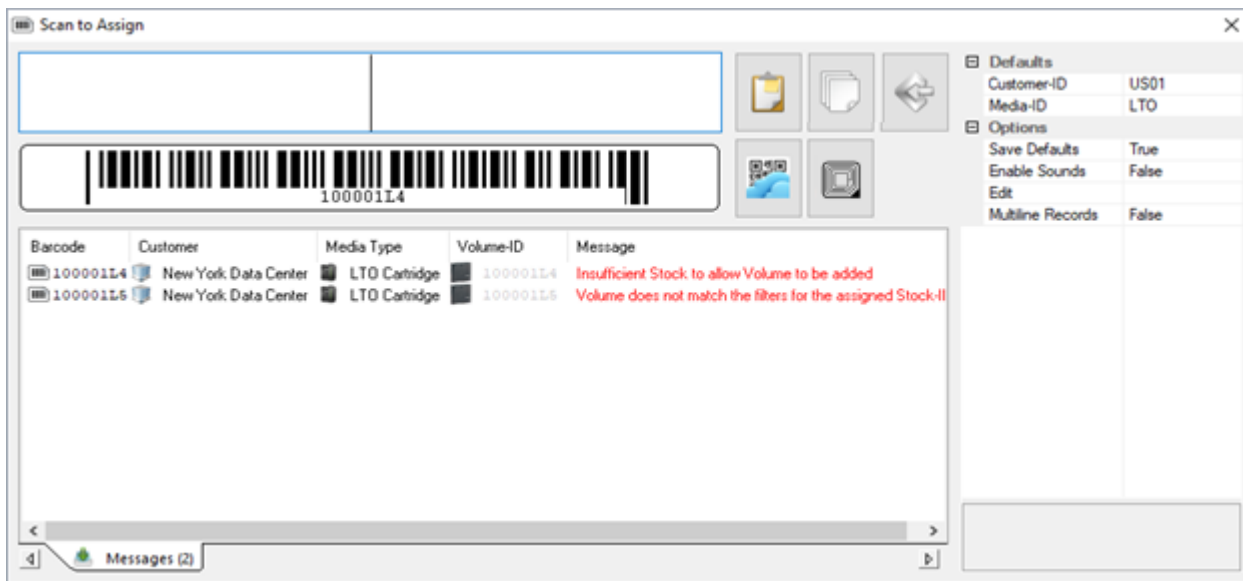 Scan to Assign
100001L4
Defaults
Customer-ID US01
Media-ID LTO
Options
Save Defaults True
Enable Sounds False
Edit
Multiline Records False
Barcode Customer Media Type Volume-ID Message
100001L4 New York Data Center LTO Cartridge 100001L4 Insufficient Stock to allow Volume to be added
100001L5 New York Data Center LTO Cartridge 100001L5 Volume does not match the filters for the assigned Stock-II
Messages (2)